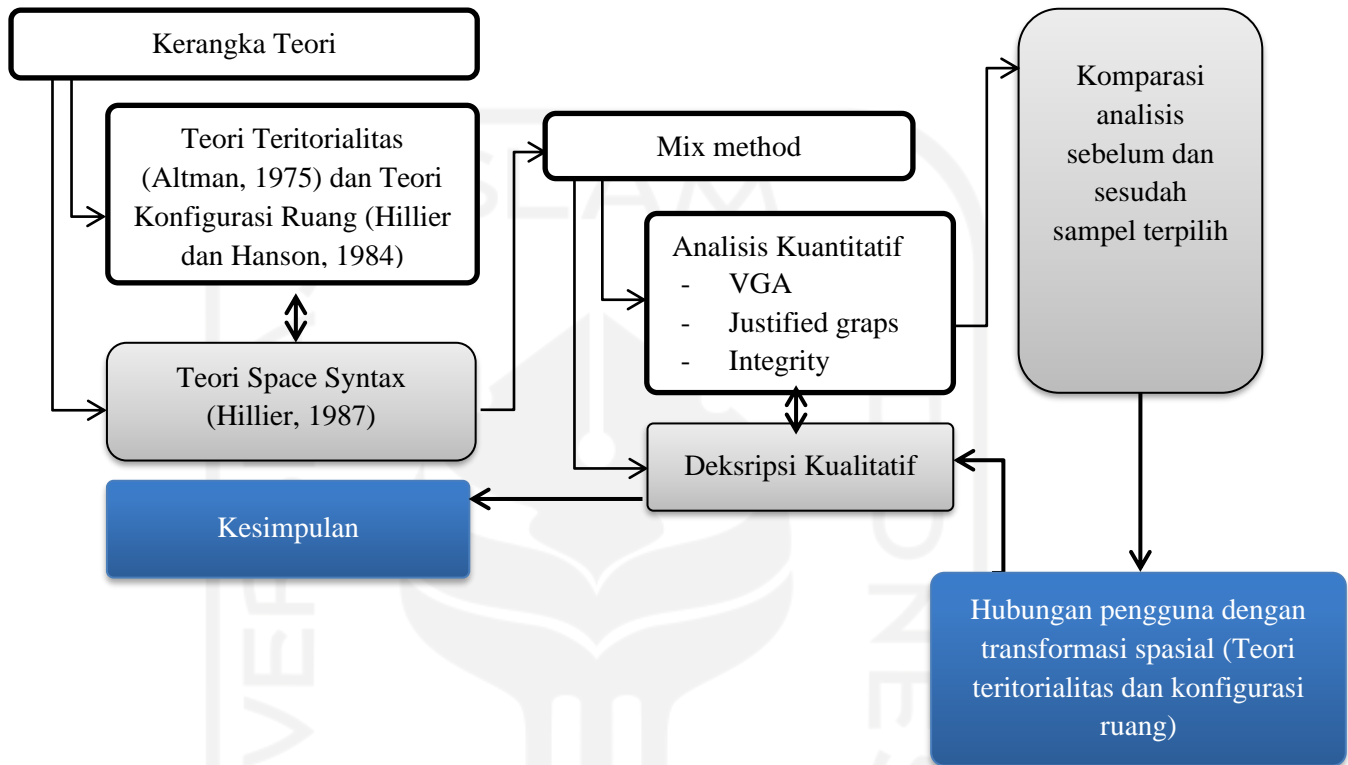 Kerangka Teori
Teori Teritorialitas
(Altman, 1975) dan Teori
Konfigurasi Ruang (Hillier
dan Hanson, 1984)
Teori Space Syntax
(Hillier, 1987)
Kesimpulan
Mix method
Analisis Kuantitatif
- VGA
- Justified graps
- Integrity
Deksripsi Kualitatif
Komparasi
analisis
sebelum dan
sesudah
sampel terpilih
Hubungan pengguna dengan
transformasi spasial (Teori
teritorialitas dan konfigurasi
ruang)